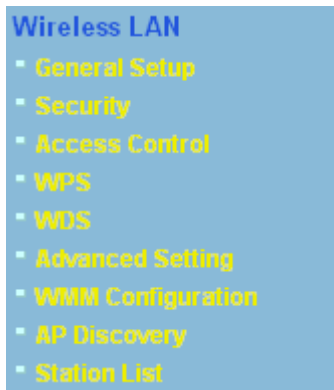 Wireless LAN
General Setup
Security
Access Control
WPS
WDS
Advanced Setting
WMM Configuration
AP Discovery
Station List